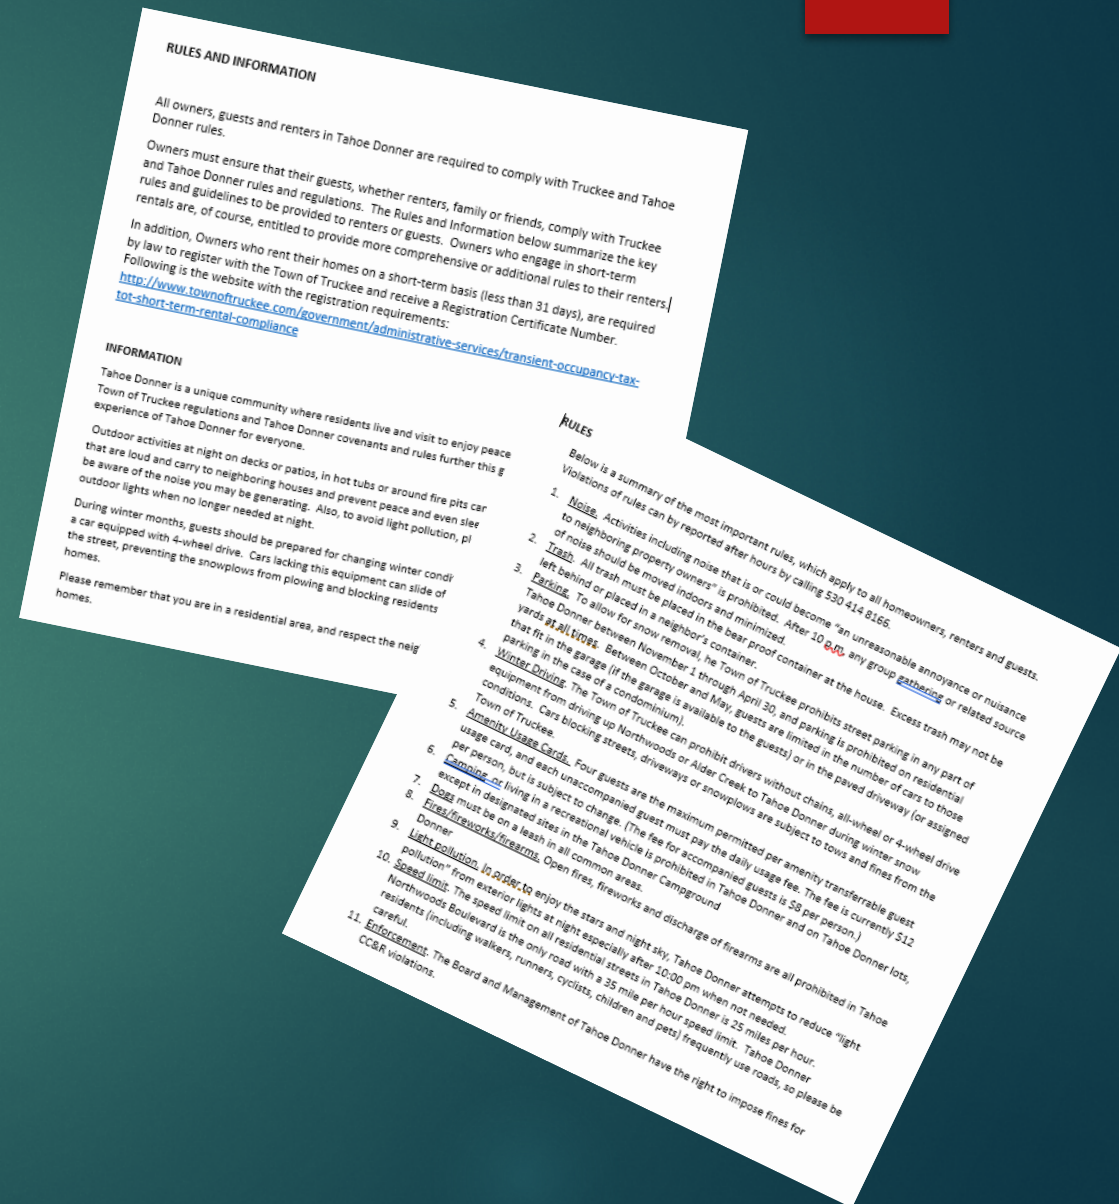 RULES AND INFORMATION
All owners, guests and renters in Tahoe Donner are required to comply with Truckee and Tahoe
Donner rules.
Owners must ensure that their guests, whether renters, family or friends, comply with Truckee
and Tahoe Donner rules and regulations. The Rules and Information below summarize the key
rules and guidelines to be provided to renters or guests. Owners who engage in short-term
rentals are, of course, entitled to provide more comprehensive or additional rules to their renters.
In addition, Owners who rent their homes on a short-term basis (less than 31 days), are required
by law to register with the Town of Truckee and receive a Registration Certificate Number.
Following is the website with the registration requirements:
http://www.townoftruckee.com/government/administrative-services/transient-occupancy-tax-
tot-short-term-rental-compliance
INFORMATION
Tahoe Donner is a unique community where residents live and visit to enjoy peace
Town of Truckee regulations and Tahoe Donner covenants and rules further this g
experience of Tahoe Donner for everyone.
Outdoor activities at night on decks or patios, in hot tubs or around fire pits can
that are loud and carry to neighboring houses and prevent peace and even slee
be aware of the noise you may be generating. Also, to avoid light pollution, pl
outdoor lights when no longer needed at night.
During winter months, guests should be prepared for changing winter condi
a car equipped with 4-wheel drive. Cars lacking this equipment can slide of
the street, preventing the snowplows from plowing and blocking residents
homes.
Please remember that you are in a residential area, and respect the neig
homes.
RULES
Below is a summary of the most important rules, which apply to all homeowners, renters and guests.
Violations of rules can by reported after hours by calling 530 414 8166.
1. Noise. Activities including noise that is or could become “an unreasonable annoyance or nuisance
to neighboring property owners” is prohibited. After 10 p.m. any group gathering or related source
of noise should be moved indoors and minimized.
2. Trash. All trash must be placed in the bear proof container at the house. Excess trash may not be
left behind or placed in a neighbor’s container.
3. Parking. To allow for snow removal, he Town of Truckee prohibits street parking in any part of
Tahoe Donner between November 1 through April 30, and parking is prohibited on residential
yards at all times. Between October and May, guests are limited in the number of cars to those
that fit in the garage (if the garage is available to the guests) or in the paved driveway (or assigned
parking in the case of a condominium).
4. Winter Driving. The Town of Truckee can prohibit drivers without chains, all-wheel or 4-wheel drive
equipment from driving up Northwoods or Alder Creek to Tahoe Donner during winter snow
conditions. Cars blocking streets, driveways or snowplows are subject to tows and fines from the
Town of Truckee.
5. Amenity Usage Cards. Four guests are the maximum permitted per amenity transferrable guest
usage card, and each unaccompanied guest must pay the daily usage fee. The fee is currently $12
per person, but is subject to change. (The fee for accompanied guests is $8 per person.)
6. Camping or living in a recreational vehicle is prohibited in Tahoe Donner and on Tahoe Donner lots,
except in designated sites in the Tahoe Donner Campground
7. Dogs must be on a leash in all common areas.
8. Fires/fireworks/firearms. Open fires, fireworks and discharge of firearms are all prohibited in Tahoe
Donner
9. Light pollution. In order to enjoy the stars and night sky, Tahoe Donner attempts to reduce “light
pollution” from exterior lights at night especially after 10:00 pm when not needed.
10. Speed limit. The speed limit on all residential streets in Tahoe Donner is 25 miles per hour.
Northwoods Boulevard is the only road with a 35 mile per hour speed limit. Tahoe Donner
residents (including walkers, runners, cyclists, children and pets) frequently use roads, so please be
careful.
11. Enforcement. The Board and Management of Tahoe Donner have the right to impose fines for
CC&R violations.